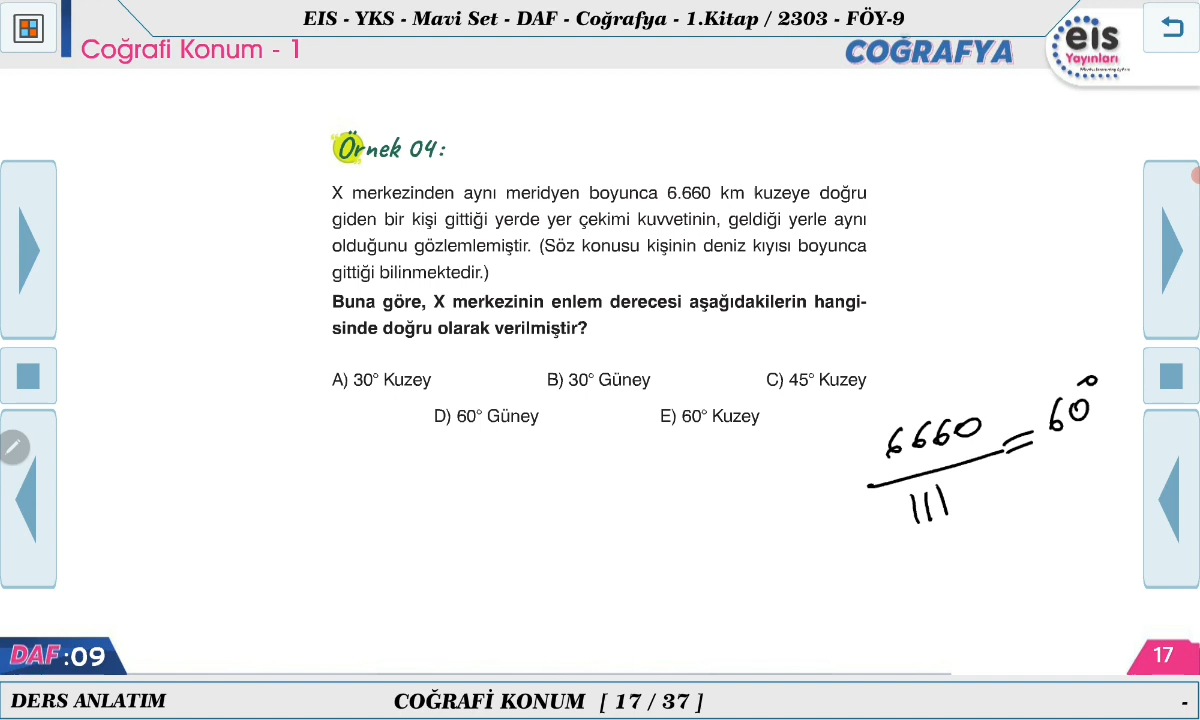 EIS - YKS - Mavi Set - DAF - Coğrafya - 1.Kitap / 2303 - FÖY-9
Coğrafi Konum - 1
COĞRAFYA
eis
Yayınları
Örnek 04:
X merkezinden aynı meridyen boyunca 6.660 km kuzeye doğru
giden bir kişi gittiği yerde yer çekimi kuvvetinin, geldiği yerle aynı
olduğunu gözlemlemiştir. (Söz konusu kişinin deniz kıyısı boyunca
gittiği bilinmektedir.)
Buna göre, X merkezinin enlem derecesi aşağıdakilerin hangi-
sinde doğru olarak verilmiştir?
A) 30° Kuzey B) 30° Güney C) 45° Kuzey
D) 60° Güney E) 60° Kuzey
6660 = 60°
111
DAF:09
17
DERS ANLATIM COĞRAFİ KONUM [ 17 / 37 ] -